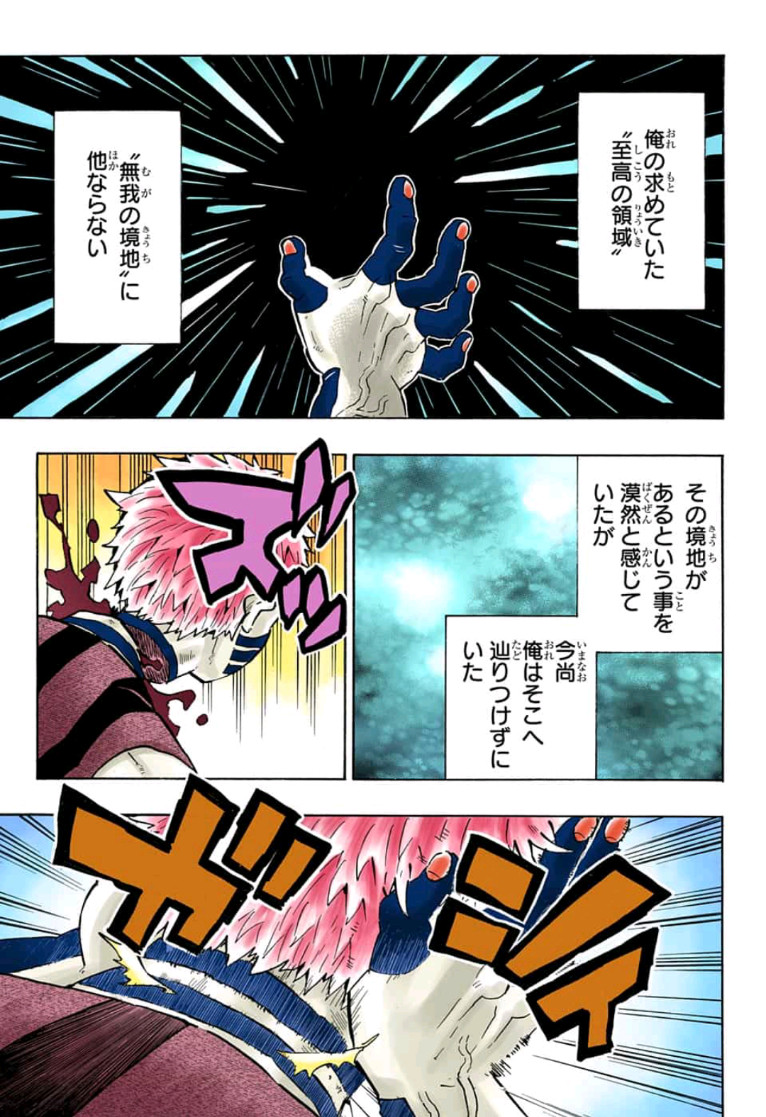 俺の求めていた
〝至高の領域〟
〝無我の境地〟に
他ならない
その境地が
あるという事を
漠然と感じて
いたが
今尚
俺はそこへ
辿りつけずに
いた
ズズ
ガシッ